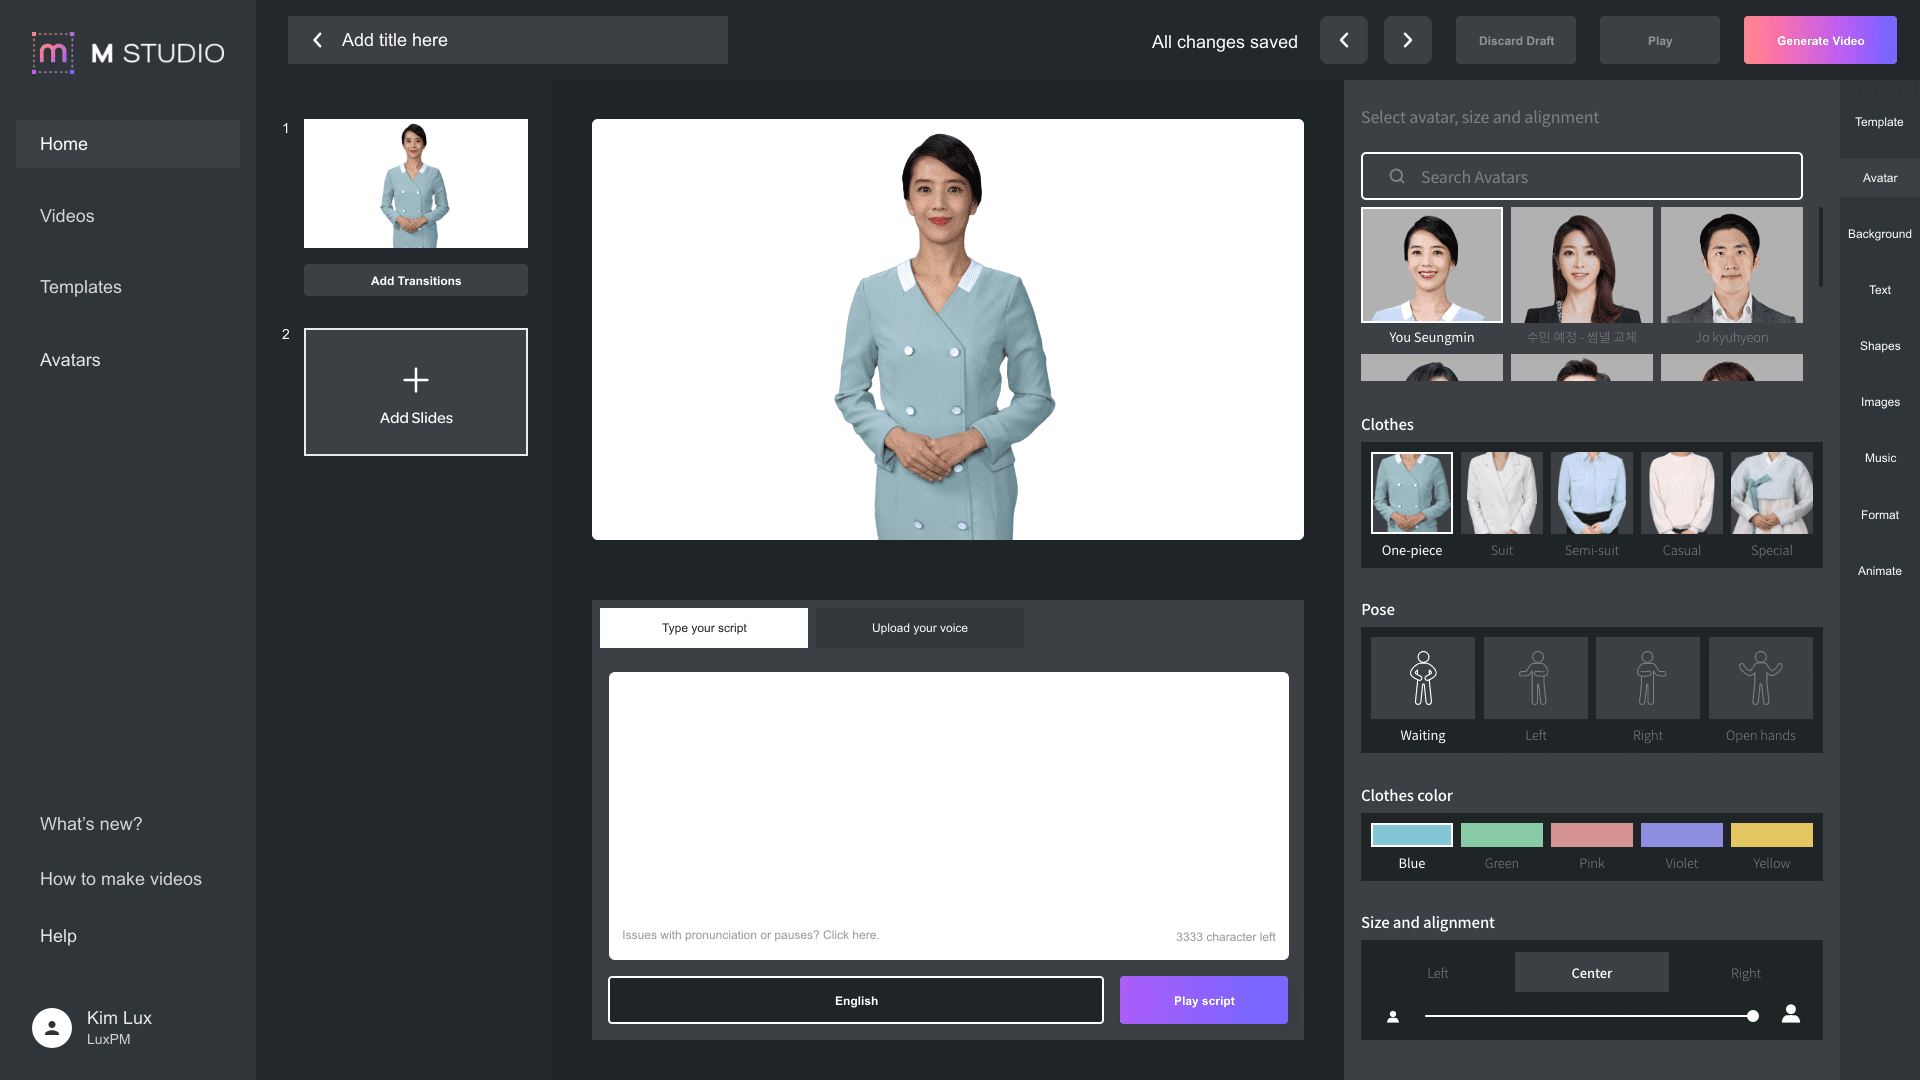 M STUDIO
Home
Videos
Templates
Avatars
What's new?
How to make videos
Help
Kim Lux
LuxPM
Add title here
All changes saved
Discard Draft
Play
Generate Video
1
Add Transitions
2
Add Slides
Type your script
Upload your voice
Issues with pronunciation or pauses? Click here.
3333 character left
English
Play script
Select avatar, size and alignment
Search Avatars
You Seungmin
수민 예정 - 썸넬 교체
Jo kyuhyeon
Clothes
One-piece
Suit
Semi-suit
Casual
Special
Pose
Waiting
Left
Right
Open hands
Clothes color
Blue
Green
Pink
Violet
Yellow
Size and alignment
Left
Center
Right
Template
Avatar
Background
Text
Shapes
Images
Music
Format
Animate